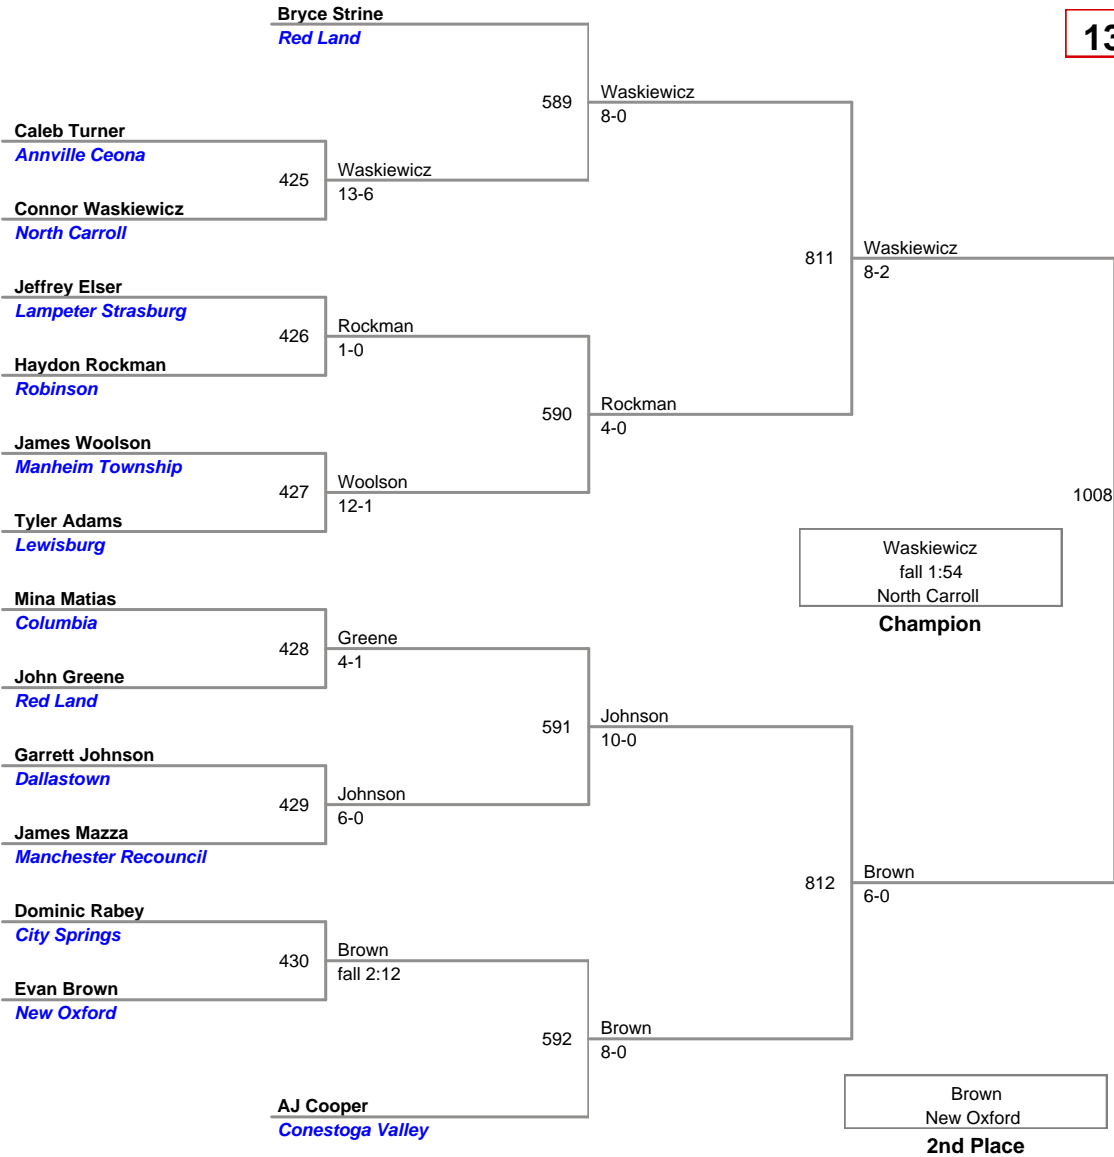 Bryce Strine
Red Land
13
589
Waskiewicz
8-0
Caleb Turner
Annville Ceona
425
Waskiewicz
13-6
Connor Waskiewicz
North Carroll
811
Waskiewicz
8-2
Jeffrey Elser
Lampeter Strasburg
426
Rockman
1-0
Haydon Rockman
Robinson
590
Rockman
4-0
James Woolson
Manheim Township
427
Woolson
12-1
Tyler Adams
Lewisburg
1008
Waskiewicz
fall 1:54
North Carroll
Champion
Mina Matias
Columbia
428
Greene
4-1
John Greene
Red Land
591
Johnson
10-0
Garrett Johnson
Dallastown
429
Johnson
6-0
James Mazza
Manchester Recouncil
812
Brown
6-0
Dominic Rabey
City Springs
430
Brown
fall 2:12
Evan Brown
New Oxford
592
Brown
8-0
AJ Cooper
Conestoga Valley
Brown
New Oxford
2nd Place